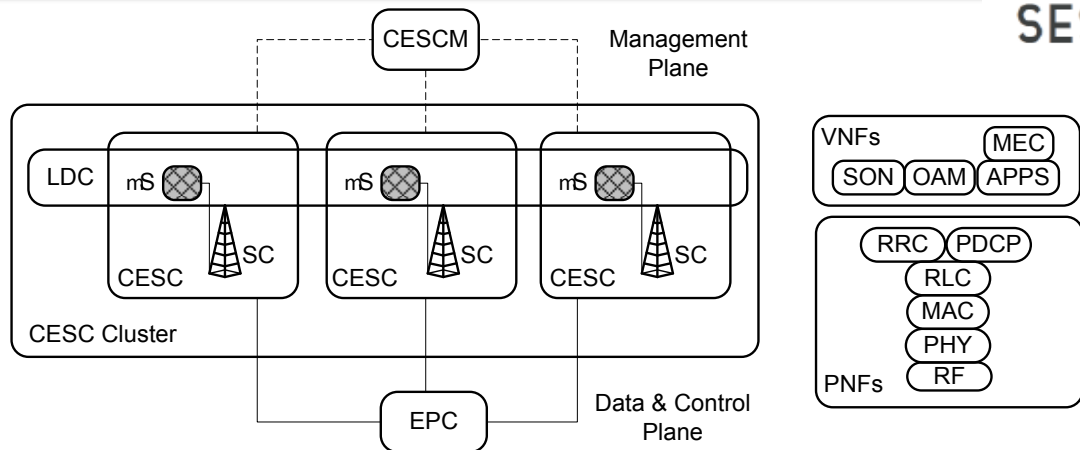 SES
CESCM
Management
Plane
LDC
mS
mS
mS
SC
SC
SC
CESC
CESC
CESC
CESC Cluster
EPC
Data & Control
Plane
VNFs
MEC
SON
OAM
APPS
RRC
PDCP
RLC
MAC
PHY
RF
PNFs